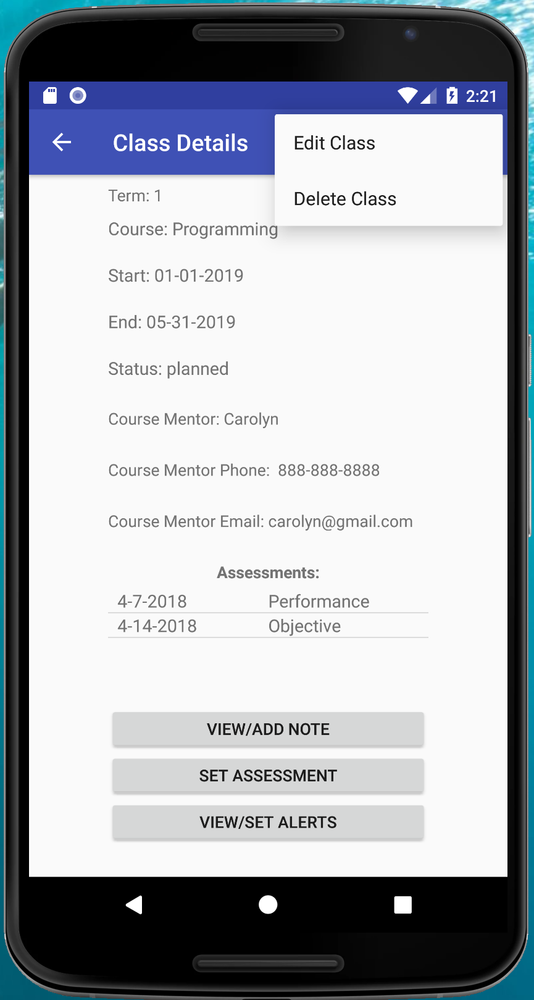 2:21
Class Details
Edit Class
Delete Class
Term: 1
Course: Programming
Start: 01-01-2019
End: 05-31-2019
Status: planned
Course Mentor: Carolyn
Course Mentor Phone:  888-888-8888
Course Mentor Email: carolyn@gmail.com
Assessments:
4-7-2018 Performance
4-14-2018 Objective
VIEW/ADD NOTE
SET ASSESSMENT
VIEW/SET ALERTS